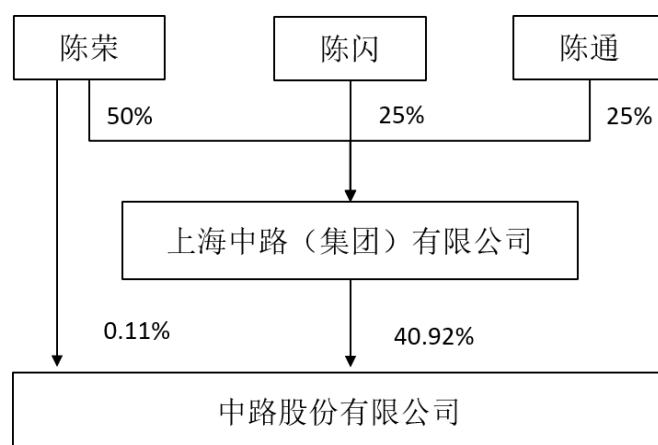 陈荣
陈闪
陈通
50%
25%
25%
上海中路（集团）有限公司
0.11%
40.92%
中路股份有限公司